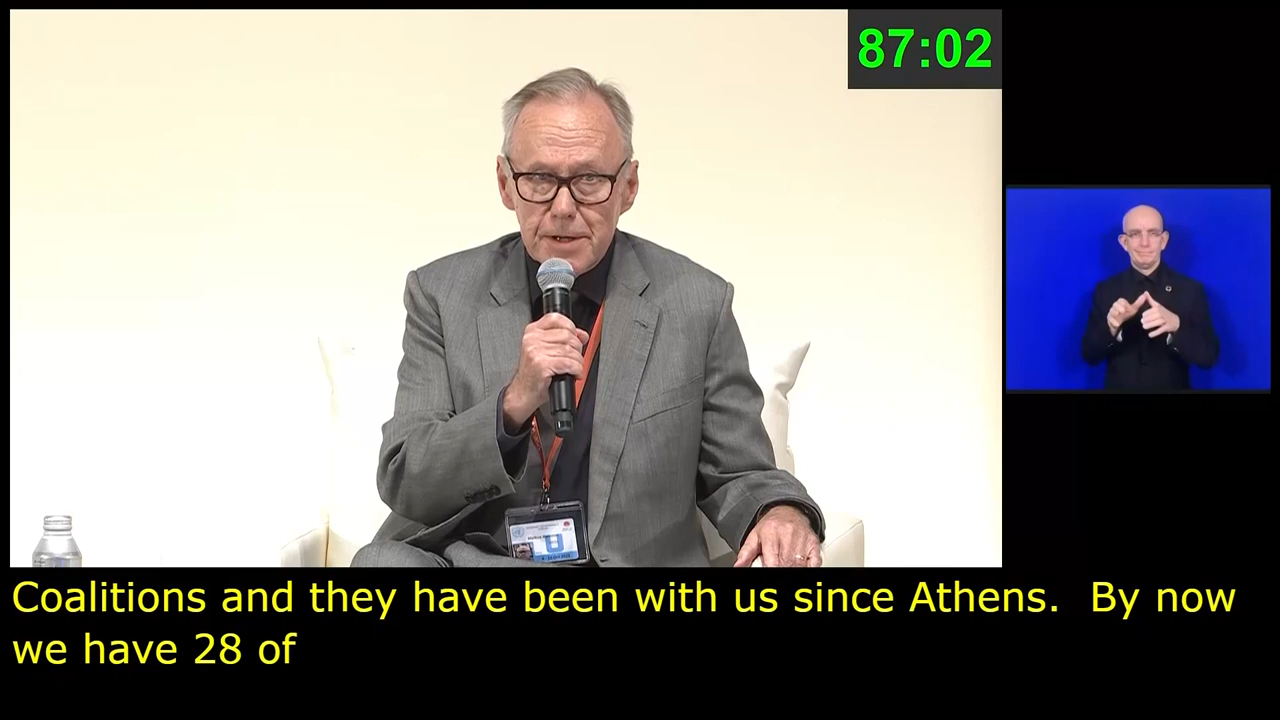 87:02
Coalitions and they have been with us since Athens.  By now
we have 28 of